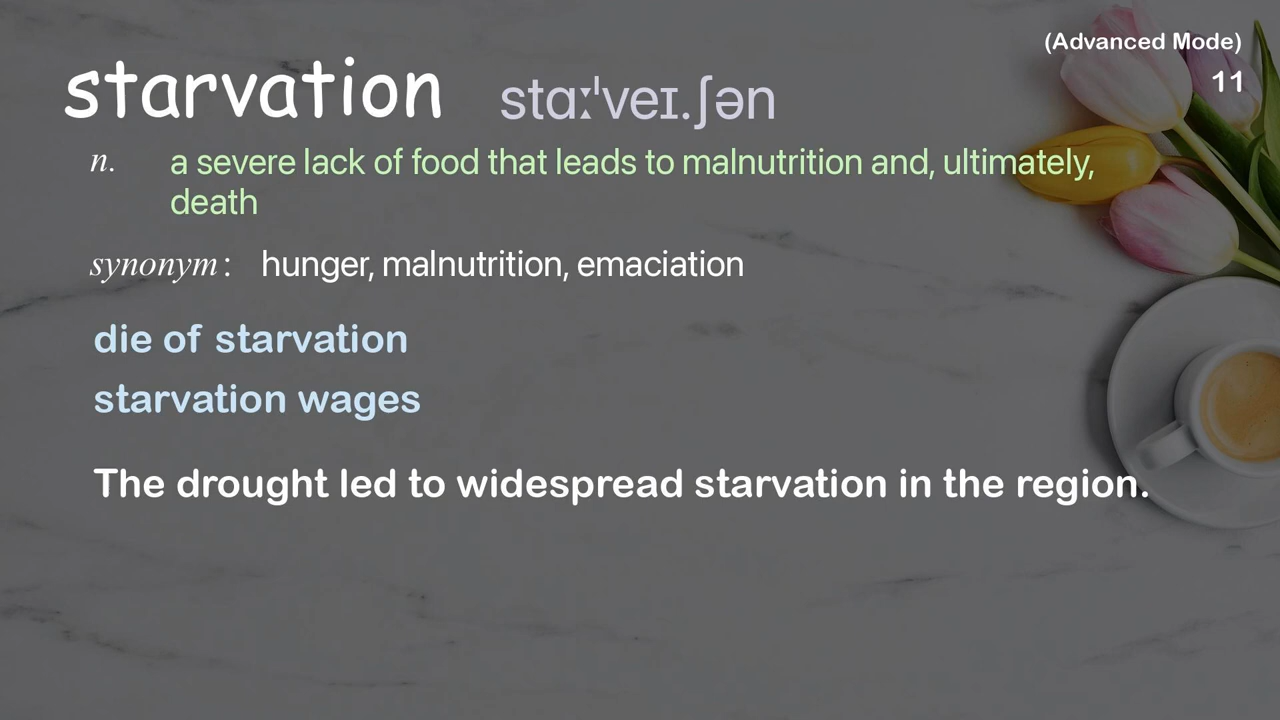 (Advanced Mode)
11
starvation stɑːˈveɪ.ʃən
n. a severe lack of food that leads to malnutrition and, ultimately,
death
synonym: hunger, malnutrition, emaciation
die of starvation
starvation wages
The drought led to widespread starvation in the region.